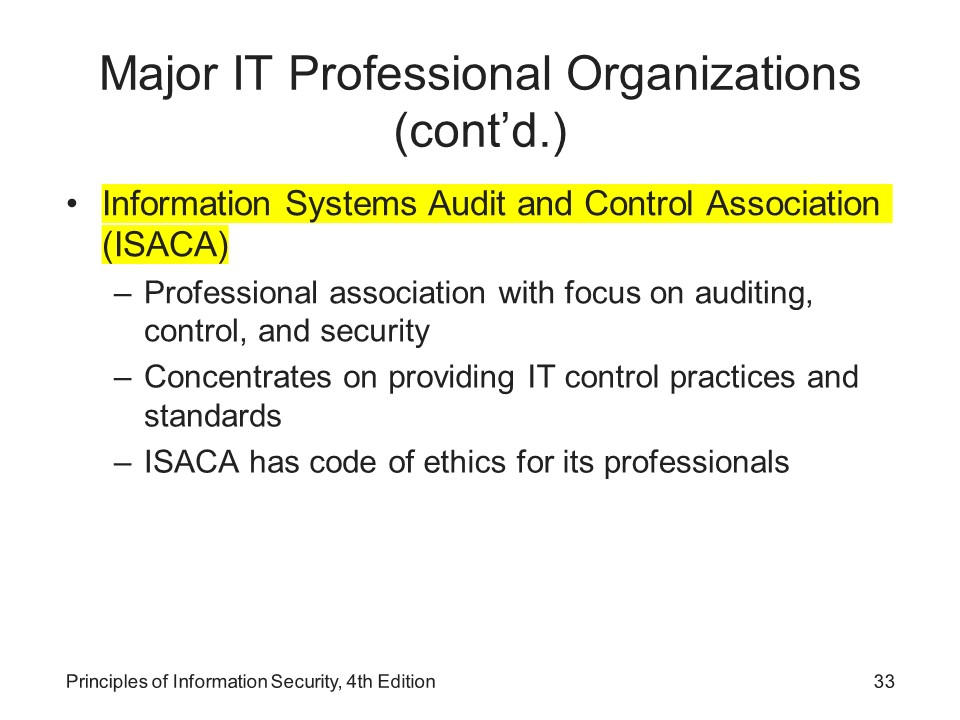 Major IT Professional Organizations
(cont’d.)
• Information Systems Audit and Control Association
(ISACA)
– Professional association with focus on auditing,
control, and security
– Concentrates on providing IT control practices and
standards
– ISACA has code of ethics for its professionals
Principles of Information Security, 4th Edition
33